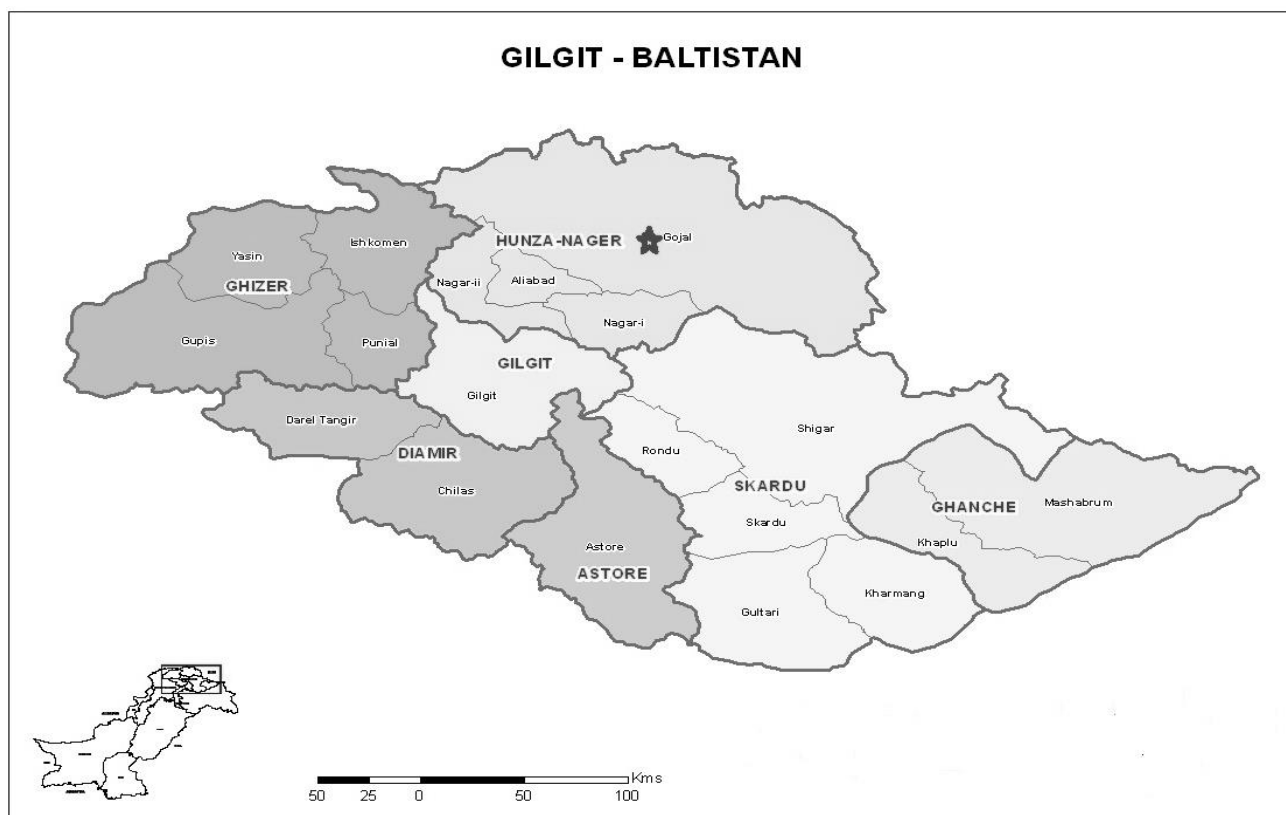 GILGIT - BALTISTAN
Ishkomen
Yasin
HUNZA-NAGER
Gojal
GHIZER
Nagar-ii
Aliabad
Nagar-i
Gupis
Punial
GILGIT
Gilgit
Darel Tangir
Shigar
DIAMIR
Rondu
Chilas
SKARDU
GHANCHE
Mashabrum
Skardu
Khaplu
Astore
ASTORE
Gultari
Kharmang
Kms
50 25 0 50 100